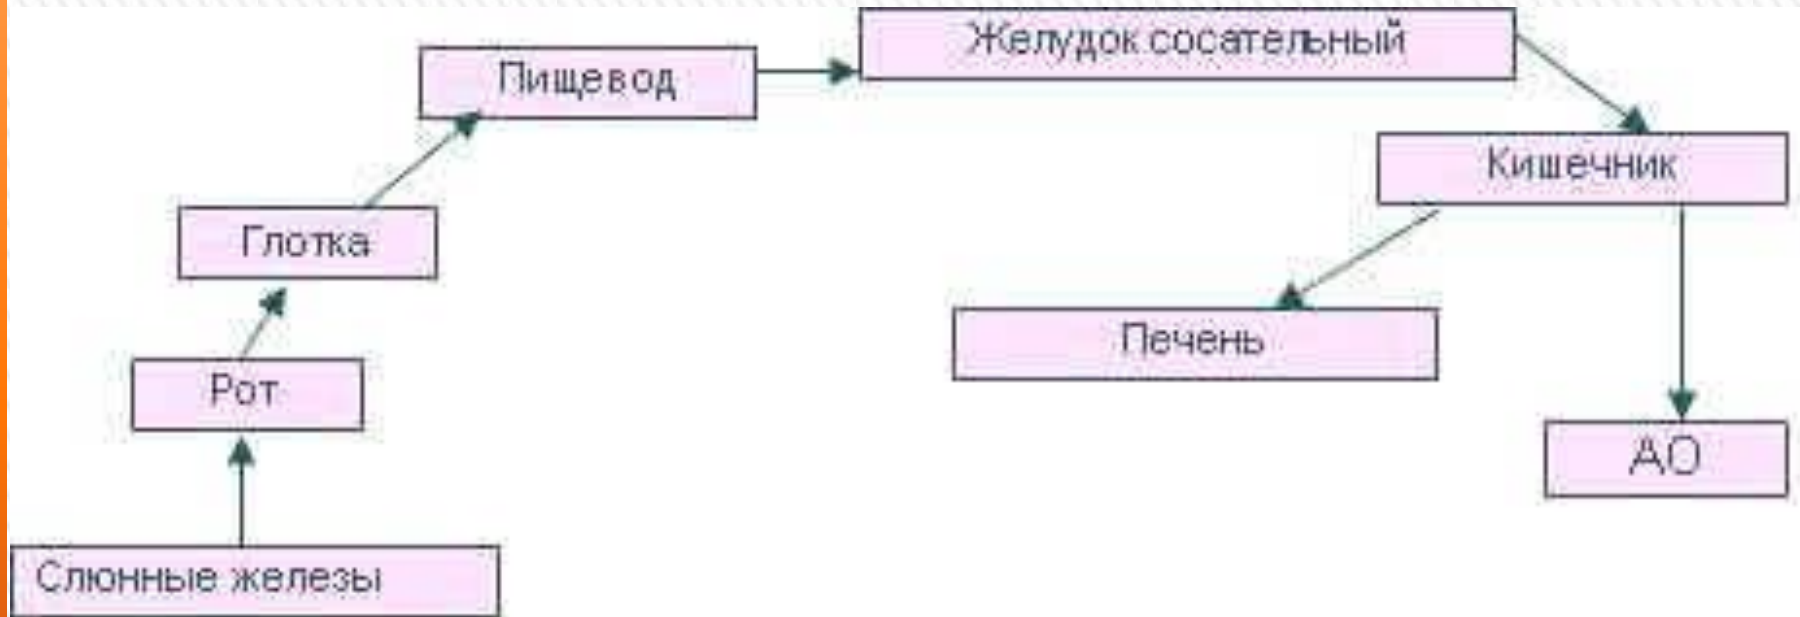 Желудок сосательный
Пищевод
Кишечник
Глотка
Печень
Рот
АО
Слюнные железы